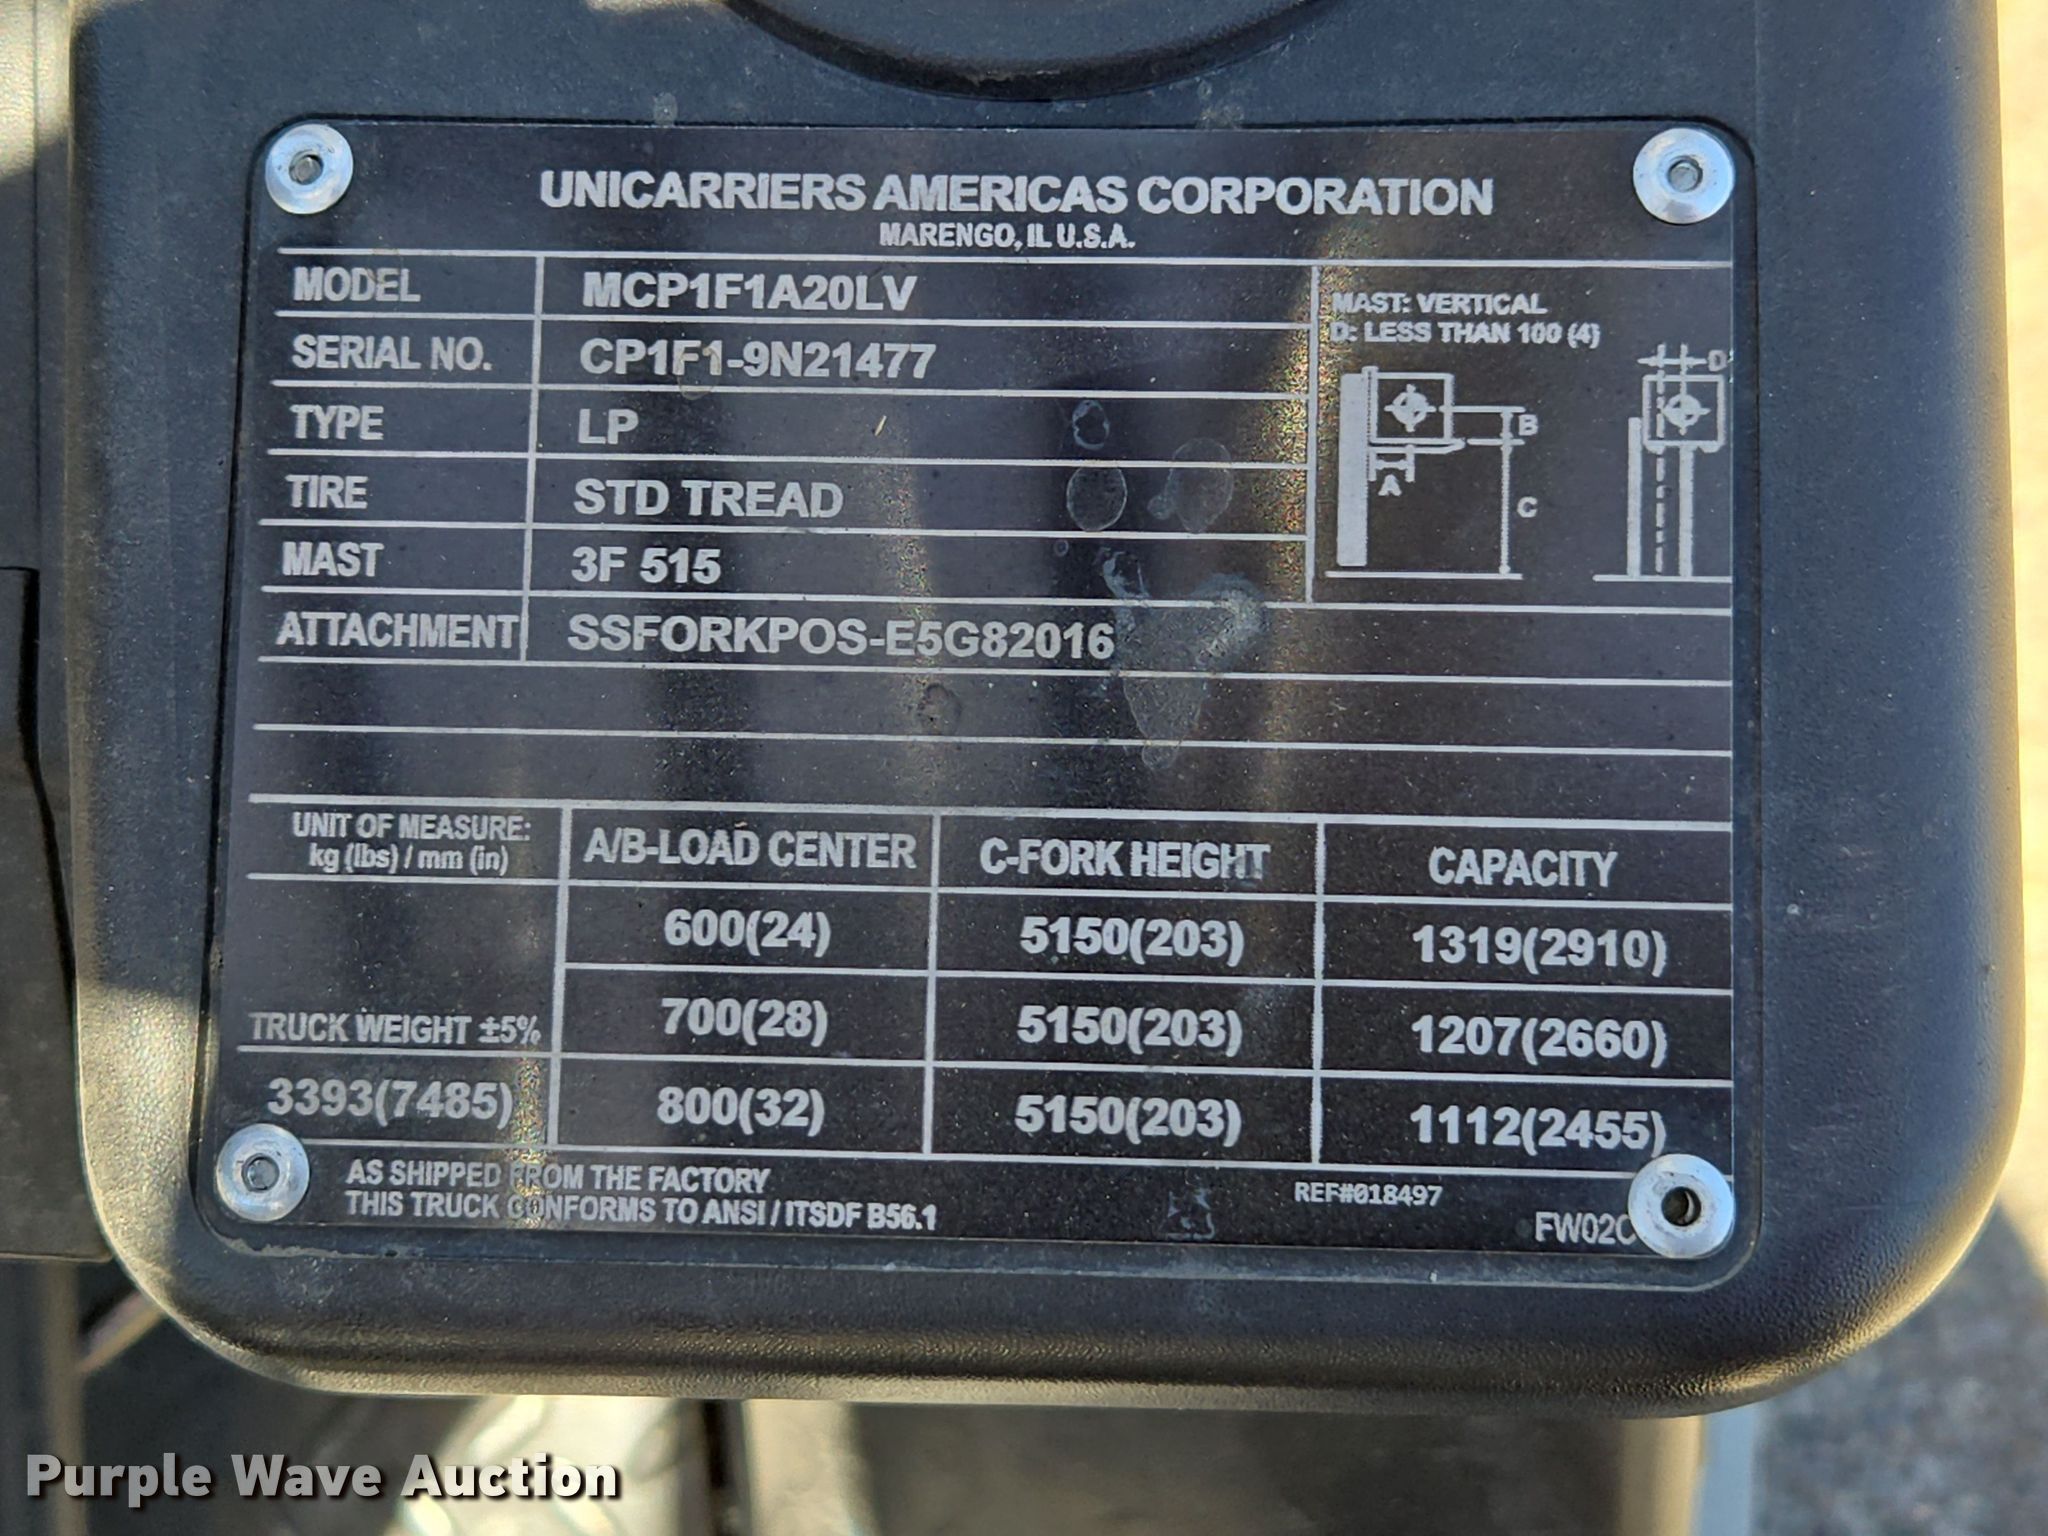 UNICARRIERS AMERICAS CORPORATION
MARENGO, IL U.S.A.
MODEL MCP1F1A20LV
SERIAL NO. CP1F1-9N21477
TYPE LP
TIRE STD TREAD
MAST 3F 515
ATTACHMENT SSFORKPOS-E5G82016
MAST: VERTICAL
D: LESS THAN 100 (4)
D
B
A
C
UNIT OF MEASURE:
kg (lbs) / mm (in)
A/B-LOAD CENTER C-FORK HEIGHT CAPACITY
600(24) 5150(203) 1319(2910)
700(28) 5150(203) 1207(2660)
800(32) 5150(203) 1112(2455)
TRUCK WEIGHT ±5%
3393(7485)
AS SHIPPED FROM THE FACTORY
THIS TRUCK CONFORMS TO ANSI / ITSDF B56.1
REF#018497
Purple Wave Auction